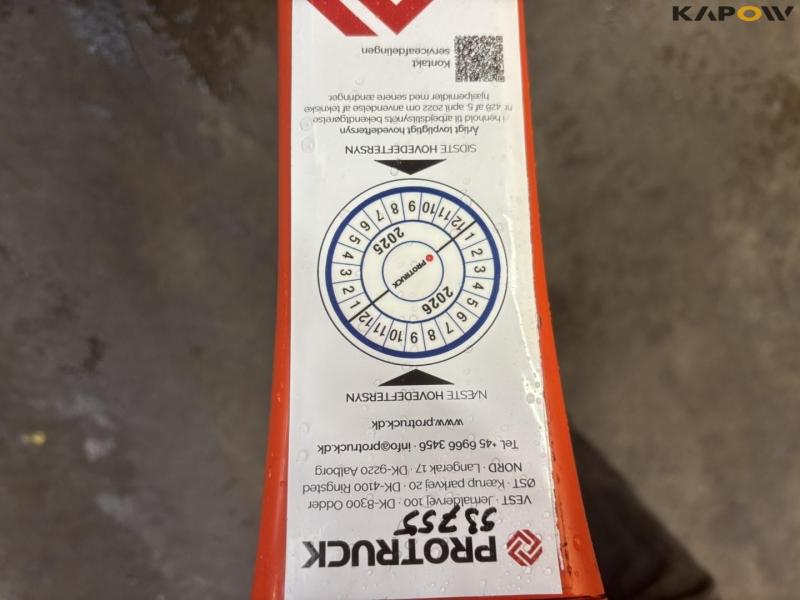 KAPOW
PROTRUCK
53755
VEST · Jernaldervej 100 · DK-8300 Odder
ØST · Kærup parkvej 20 · DK-4100 Ringsted
NORD · Langerak 17 · DK-9220 Aalborg
Tel. +45 6966 3456 · info@protruck.dk
www.protruck.dk
NÆSTE HOVEDEFTERSYN
12 11 10 9 8 7 6 5 4 3 2 1
2026
PROTRUCK
2025
1 2 3 4 5 6 7 8 9 10 11 12
SIDSTE HOVEDEFTERSYN
Årligt lovpligtigt hovedeftersyn
i henhold til arbejdstilsynets bekendtgørelse
nr. 428 af 5. april 2022 om anvendelse af tekniske
hjælpemidler med senere ændringer.
Kontakt
serviceafdelingen